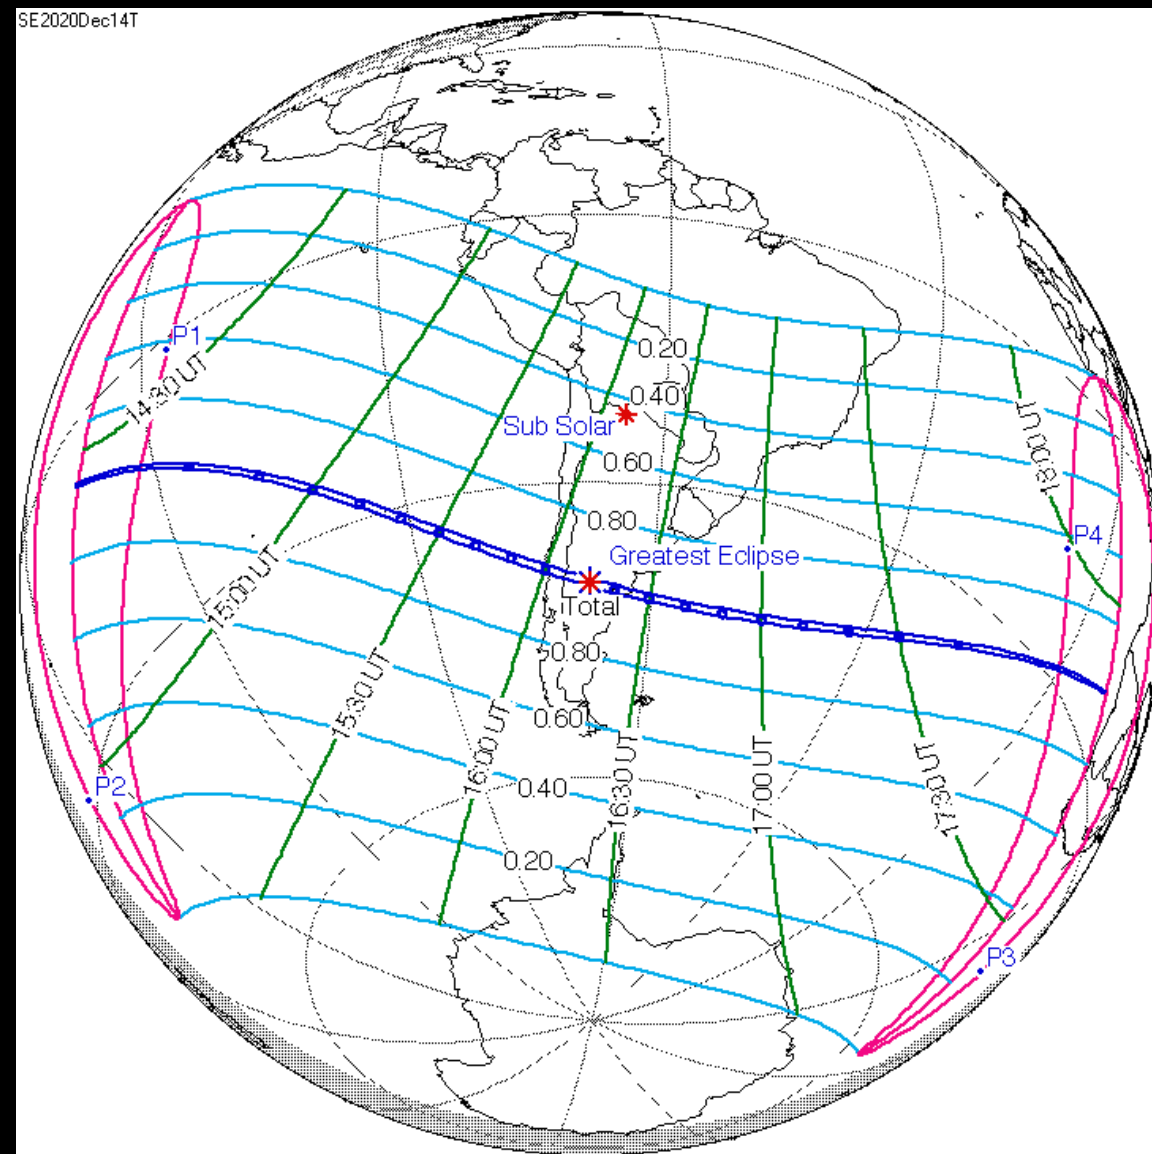 SE2020Dec14T
P1
14:30 UT
0.20
0.40
Sub Solar
0.60
18:00 UT
0.80
P4
Greatest Eclipse
Total
15:00 UT
0.80
15:30 UT
0.60
16:00 UT
16:30 UT
17:00 UT
17:30 UT
P2
0.40
0.20
P3